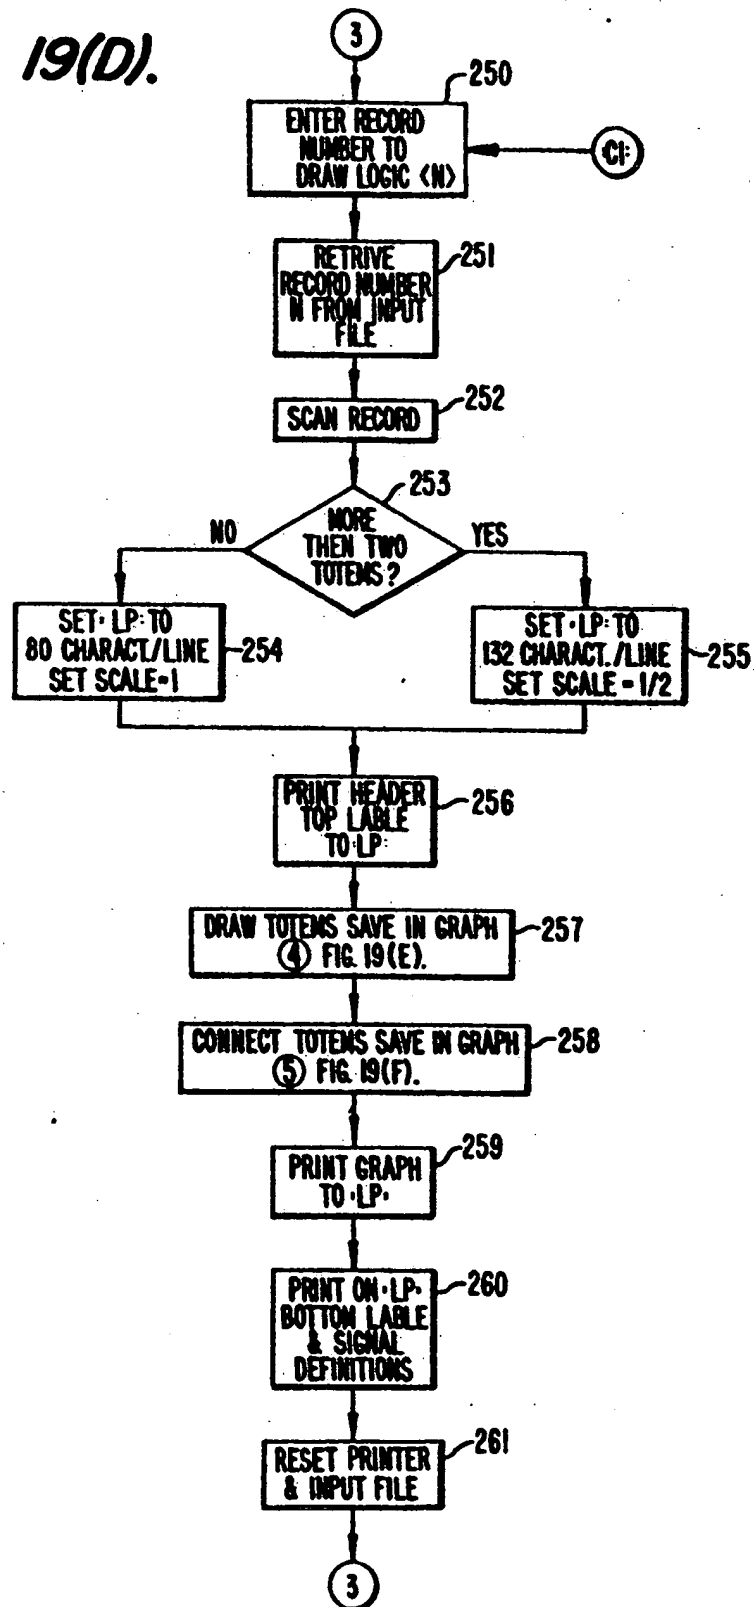 19(D).
3
250
ENTER RECORD
NUMBER TO
DRAW LOGIC <N>
CI:
251
RETRIVE
RECORD NUMBER
N FROM INPUT
FILE
252
SCAN RECORD
253
MORE
THEN TWO
TOTEMS?
NO
YES
SET· LP: TO
80 CHARACT./LINE
SET SCALE=1
254
SET ·LP: TO
132 CHARACT./LINE
SET SCALE = 1/2
255
256
PRINT HEADER
TOP LABLE
TO·LP:
257
DRAW TOTEMS SAVE IN GRAPH
4 FIG. 19(E).
258
CONNECT TOTEMS SAVE IN GRAPH
5 FIG. 19(F).
259
PRINT GRAPH
TO ·LP·
260
PRINT ON ·LP·
BOTTOM LABLE
& SIGNAL
DEFINITIONS
261
RESET PRINTER
& INPUT FILE
3